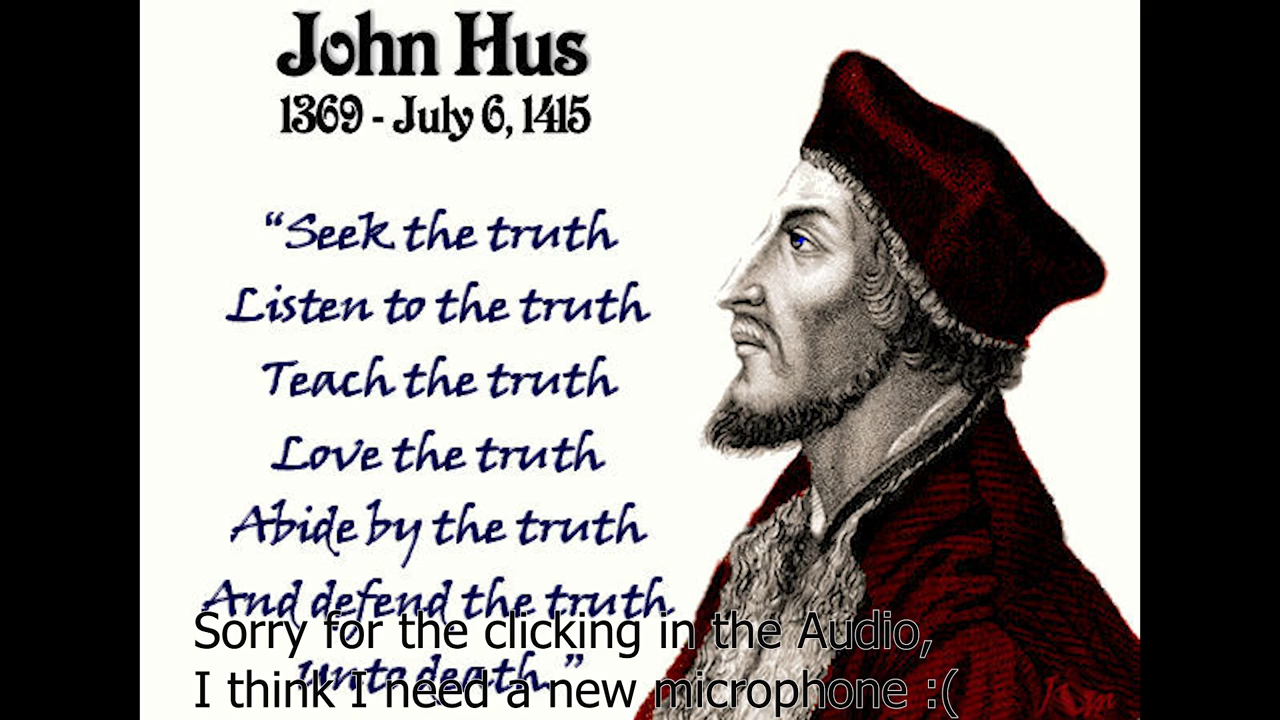 John Hus
1369 - July 6, 1415
“Seek the truth
Listen to the truth
Teach the truth
Love the truth
Abide by the truth
And defend the truth
Unto death.”
Sorry for the clicking in the Audio,
I think I need a new microphone :(